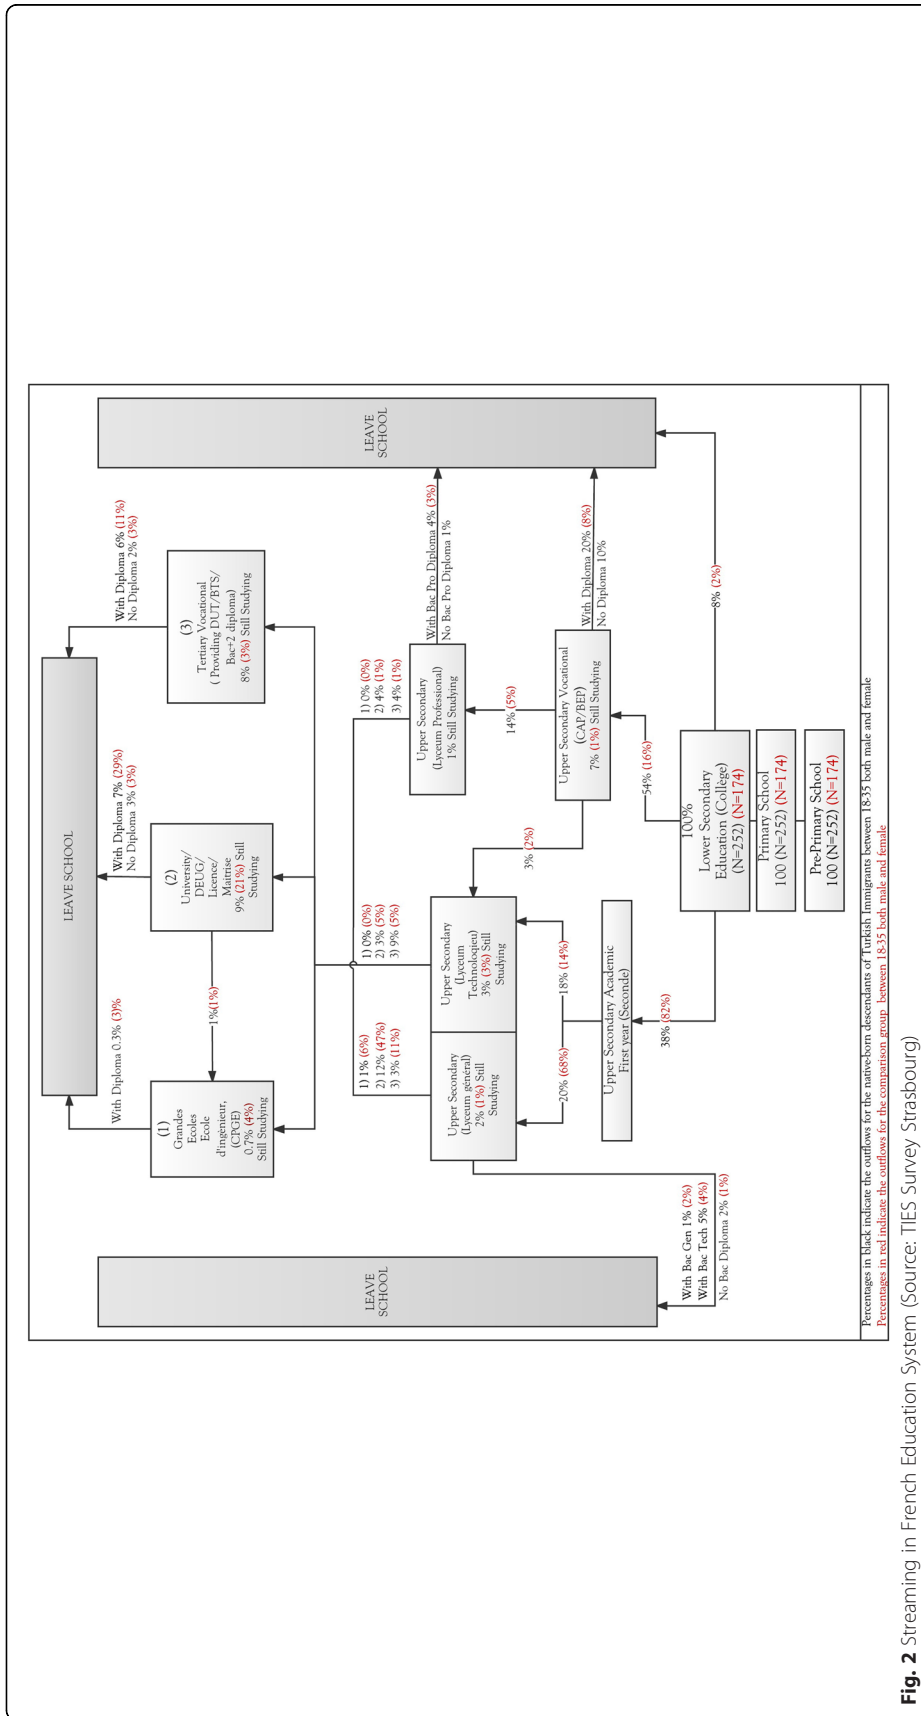 LEAVE SCHOOL
With Diploma 0.3% (3)%
With Diploma 7% (29%)
No Diploma 3% (3%)
With Diploma 6% (11%)
No Diploma 2% (3%)
(1)
Grandes
Ecoles
Ecole
d'ingénieur,
(CPGE)
0.7% (4%)
Still Studying
1%(1%)
(2)
University/
DEUG/
Licence/
Maitrise
9% (21%) Still
Studying
(3)
Tertiary Vocational
( Providing DUT/BTS/
Bac+2 diploma)
8% (3%) Still Studying
LEAVE
SCHOOL
LEAVE
SCHOOL
1) 1% (6%)
2) 12% (47%)
3) 3% (11%)
1) 0% (0%)
2) 3% (5%)
3) 9% (5%)
1) 0% (0%)
2) 4% (1%)
3) 4% (1%)
Upper Secondary
(Lyceum général)
2% (1%) Still
Studying
Upper Secondary
(Lyceum
Technoloqieu)
3% (3%) Still
Studying
Upper Secondary
(Lyceum Professional)
1% Still Studying
With Bac Pro Diploma 4% (3%)
No Bac Pro Diploma 1%
14% (5%)
3% (2%)
Upper Secondary Vocational
(CAP/BEP)
7% (1%) Still Studying
With Diploma 20% (8%)
No Diploma 10%
20% (68%)
18% (14%)
Upper Secondary Academic
First year (Seconde)
With Bac Gen 1% (2%)
With Bac Tech 5% (4%)
No Bac Diploma 2% (1%)
38% (82%)
54% (16%)
8% (2%)
100%
Lower Secondary
Education (Collège)
(N=252) (N=174)
Primary School
100 (N=252) (N=174)
Pre-Primary School
100 (N=252) (N=174)
Percentages in black indicate the outflows for the native-born descendants of Turkish Immigrants between 18-35 both male and female
Percentages in red indicate the outflows for the comparison group between 18-35 both male and female
Fig. 2 Streaming in French Education System (Source: TIES Survey Strasbourg)